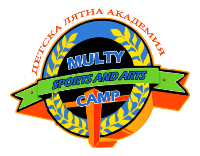 ДЕТСКА ЛЯТНА АКАДЕМИЯ
MULTY
SPORTS AND ARTS
CAMP